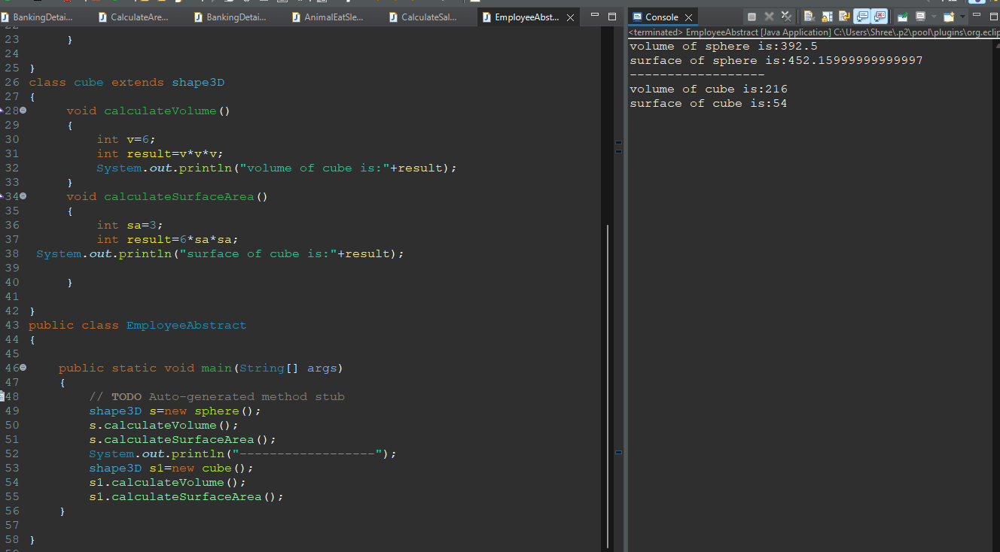 BankingDetai...
CalculateAre...
BankingDetai...
AnimalEatSle...
CalculateSal...
EmployeeAbst...
23 }
24
25 }
26 class cube extends shape3D
27 {
28 void calculateVolume()
29 {
30 int v=6;
31 int result=v*v*v;
32 System.out.println("volume of cube is:"+result);
33 }
34 void calculateSurfaceArea()
35 {
36 int sa=3;
37 int result=6*sa*sa;
38 System.out.println("surface of cube is:"+result);
39
40 }
41
42 }
43 public class EmployeeAbstract
44 {
45
46 public static void main(String[] args)
47 {
48 // TODO Auto-generated method stub
49 shape3D s=new sphere();
50 s.calculateVolume();
51 s.calculateSurfaceArea();
52 System.out.println("------------------");
53 shape3D s1=new cube();
54 s1.calculateVolume();
55 s1.calculateSurfaceArea();
56 }
57
58 }
Console
<terminated> EmployeeAbstract [Java Application] C:\Users\Shree\.p2\pool\plugins\org.eclip
volume of sphere is:392.5
surface of sphere is:452.15999999999997
------------------
volume of cube is:216
surface of cube is:54